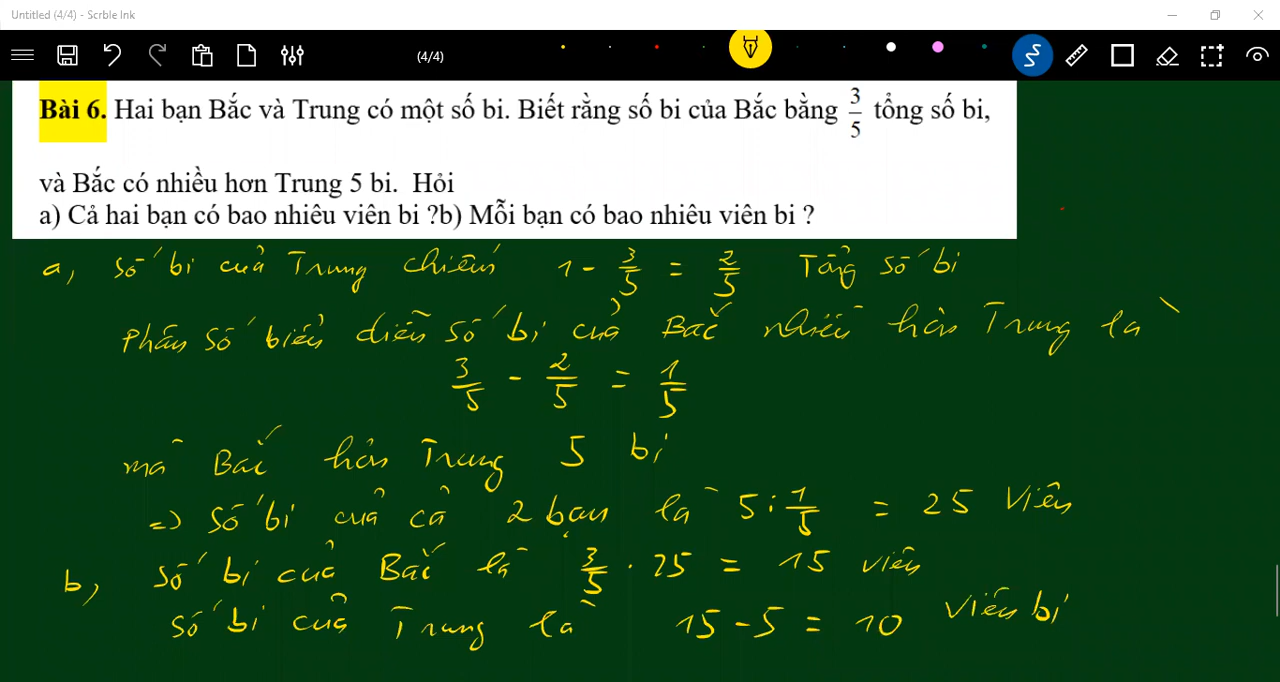 Untitled (4/4) - Scrble Ink
(4/4)
Bài 6. Hai bạn Bắc và Trung có một số bi. Biết rằng số bi của Bắc bằng 3/5 tổng số bi,
và Bắc có nhiều hơn Trung 5 bi. Hỏi
a) Cả hai bạn có bao nhiêu viên bi ?b) Mỗi bạn có bao nhiêu viên bi ?
a, Số bi của Trung chiếm 1 - 3/5 = 2/5 Tổng số bi
Phân số biểu diễn số bi của Bắc nhiều hơn Trung là
3/5 - 2/5 = 1/5
mà Bắc hơn Trung 5 bi
=> Số bi của cả 2 bạn là 5 : 1/5 = 25 viên
b, Số bi của Bắc là 3/5 . 25 = 15 viên
Số bi của Trung là 15 - 5 = 10 viên bi